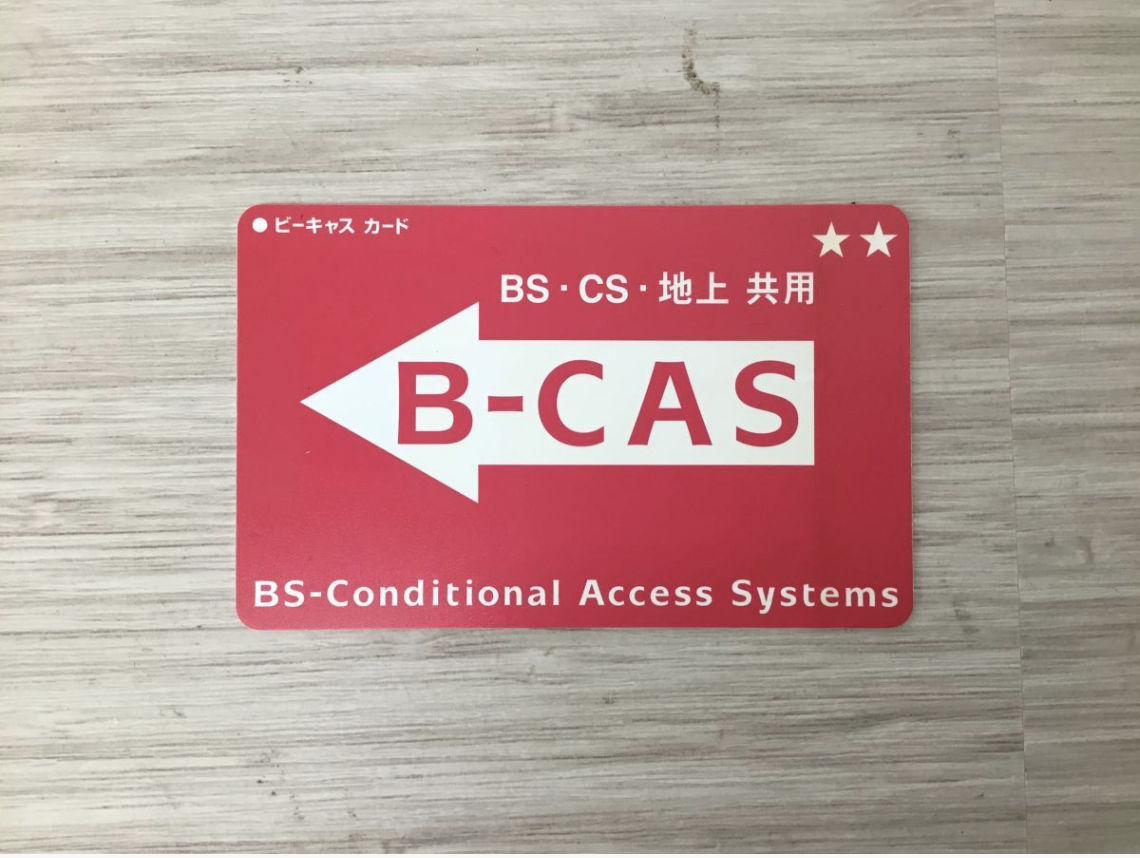 ●ビーキャス カード
★★
BS・CS・地上 共用
B-CAS
BS-Conditional Access Systems